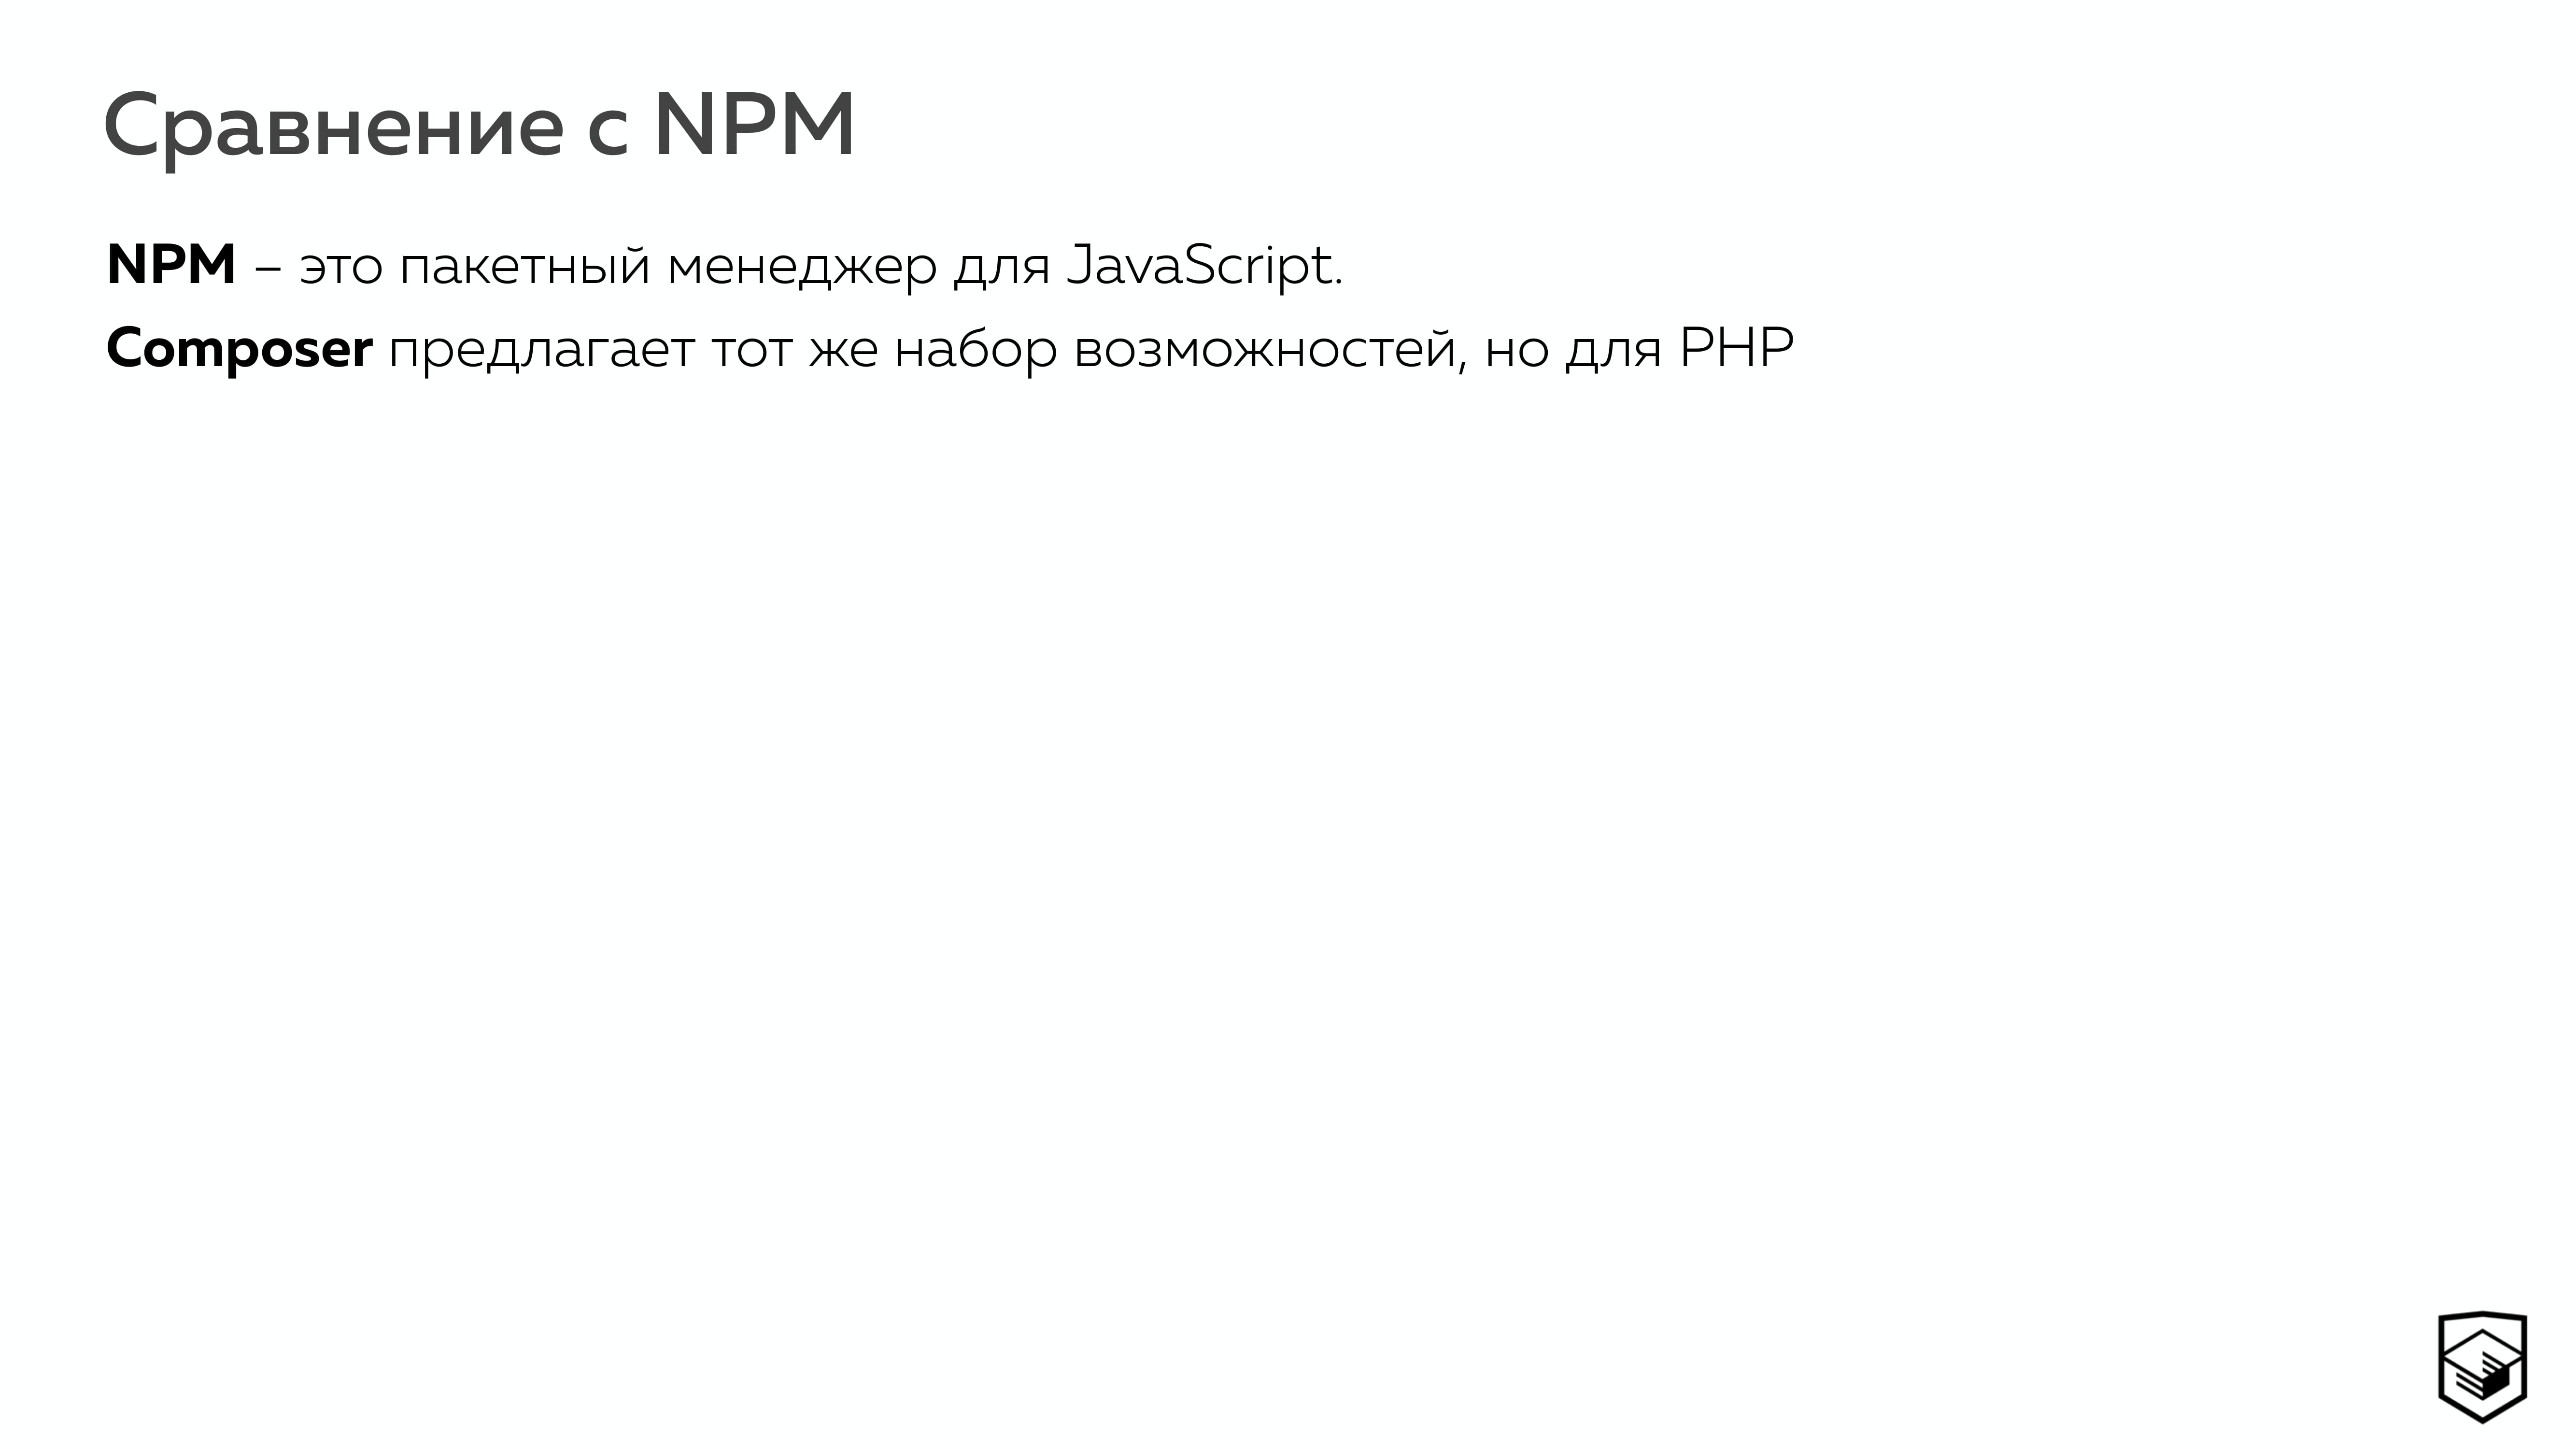 Сравнение с NPM
NPM – это пакетный менеджер для JavaScript.
Composer предлагает тот же набор возможностей, но для PHP